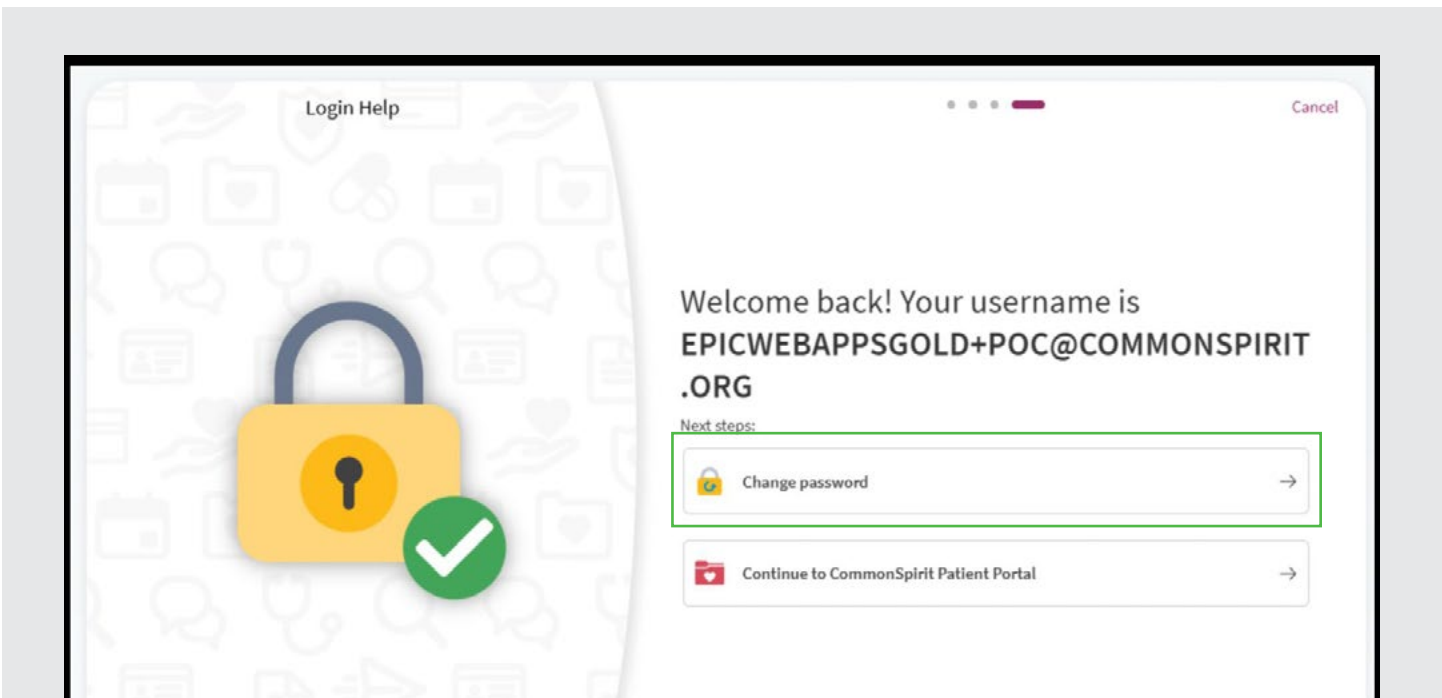 Login Help
Cancel
Welcome back! Your username is
EPICWEBAPPSGOLD+POC@COMMONSPIRIT
.ORG
Next steps:
Change password
Continue to CommonSpirit Patient Portal